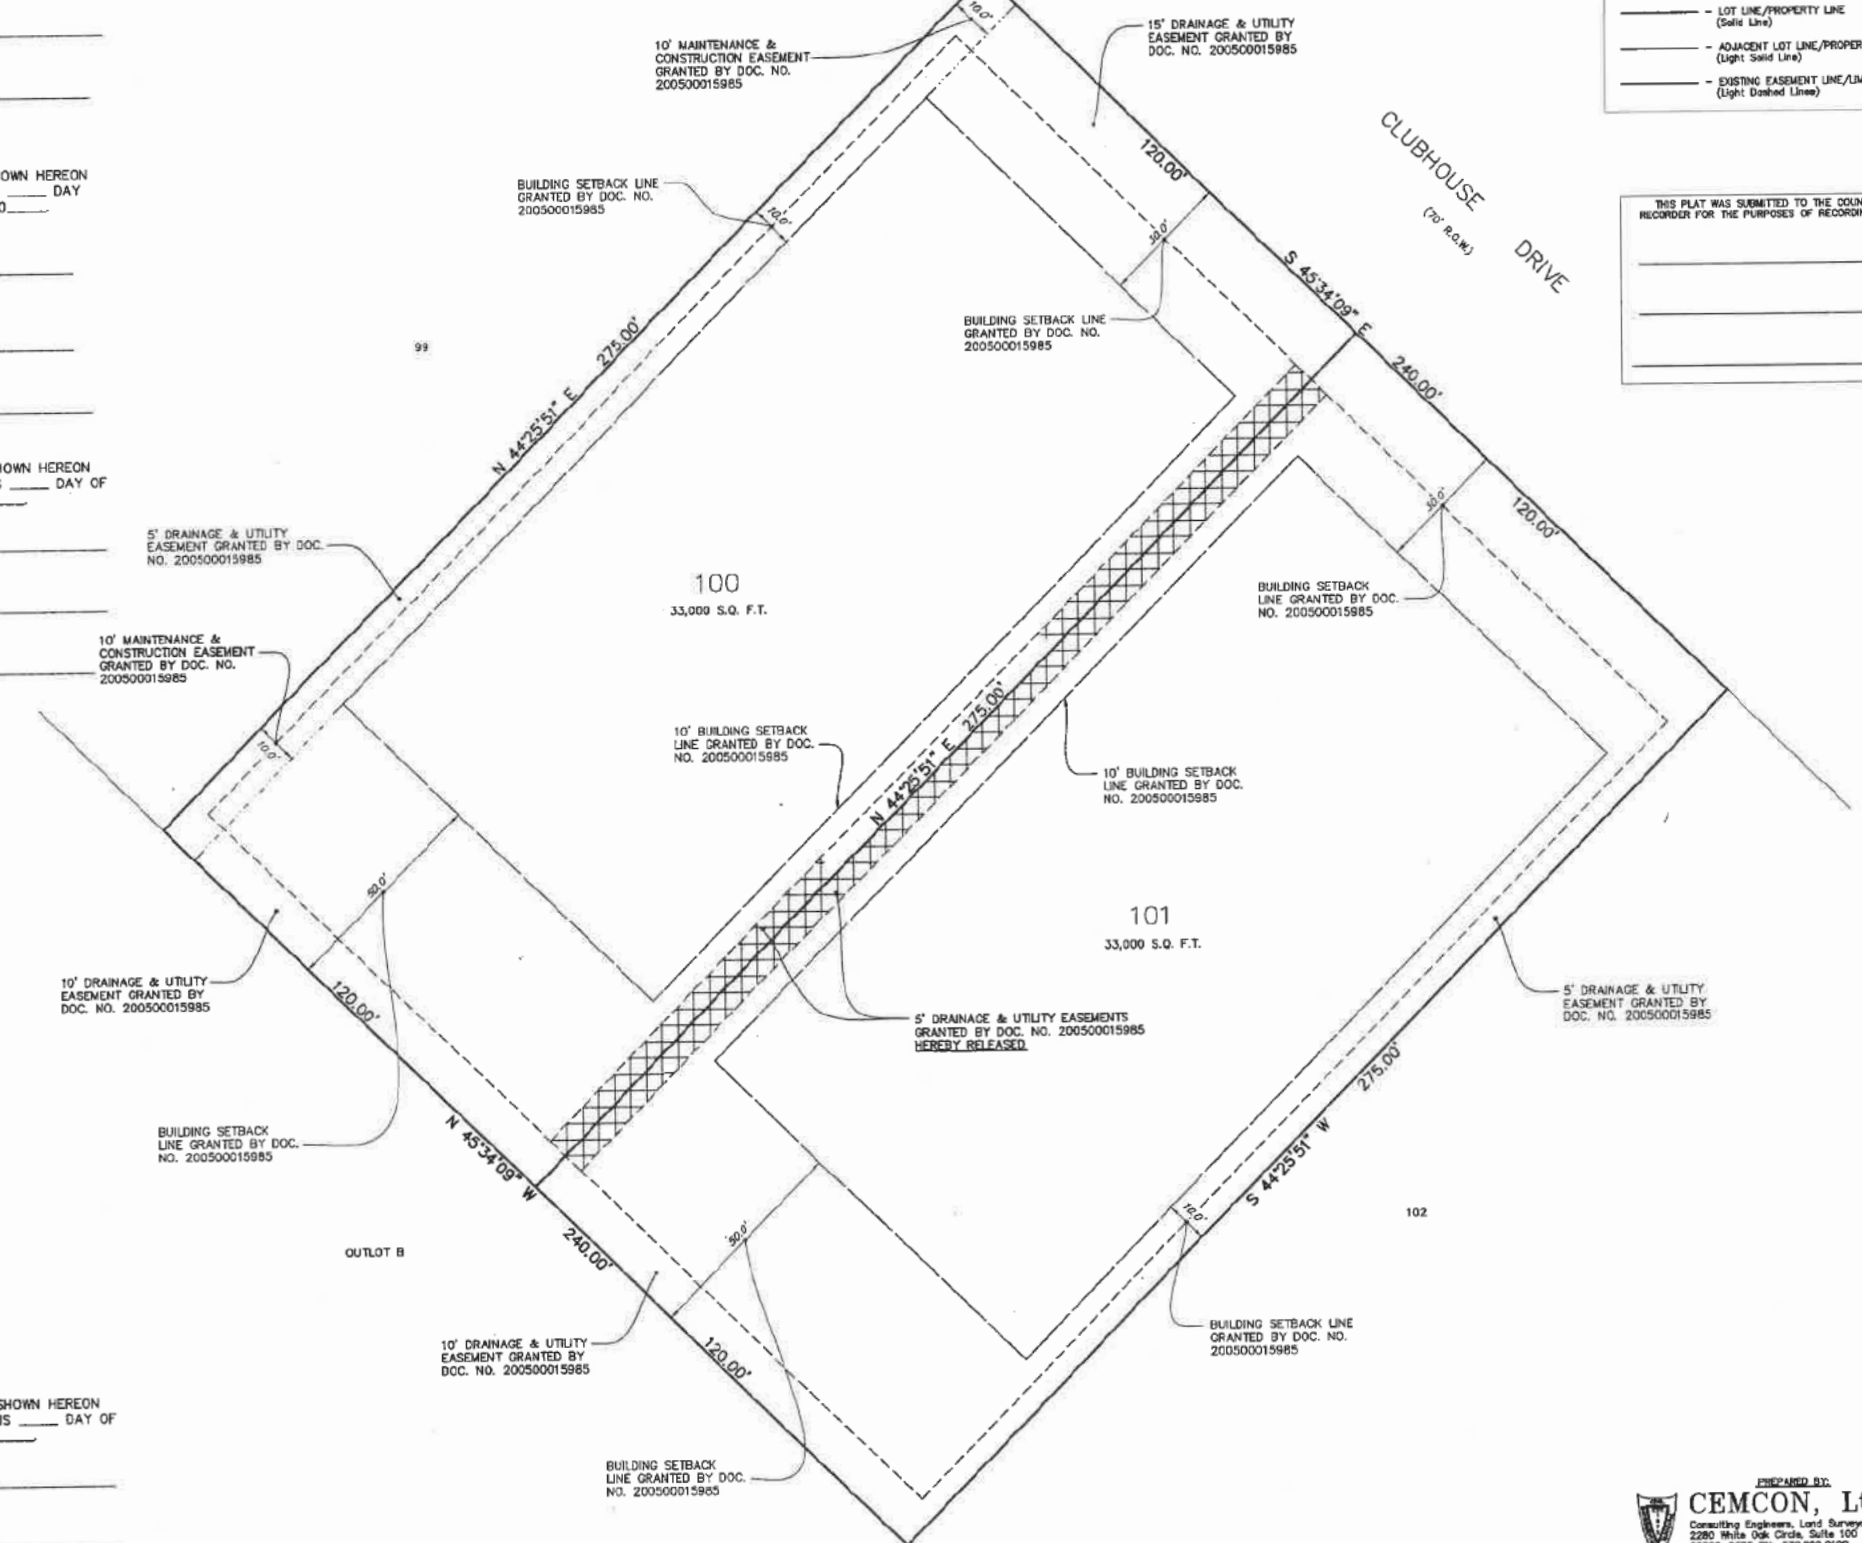 10.0'
10' MAINTENANCE &
CONSTRUCTION EASEMENT
GRANTED BY DOC. NO.
200500015985
15' DRAINAGE & UTILITY
EASEMENT GRANTED BY
DOC. NO. 200500015985
- LOT LINE/PROPERTY LINE
(Solid Line)
- ADJACENT LOT LINE/PROPER
(Light Solid Line)
- EXISTING EASEMENT LINE/LIM
(Light Dashed Lines)
CLUBHOUSE
DRIVE
(70' R.O.W.)
120.00'
OWN HEREON
DAY
BUILDING SETBACK LINE
GRANTED BY DOC. NO.
200500015985
10.0'
30.0'
S 45°34'09" E
THIS PLAT WAS SUBMITTED TO THE COUN
RECORDER FOR THE PURPOSES OF RECORDIN
BUILDING SETBACK LINE
GRANTED BY DOC. NO.
200500015985
99
N 44°25'51" E
275.00'
240.00'
HOWN HEREON
DAY OF
30.0'
120.00'
5' DRAINAGE & UTILITY
EASEMENT GRANTED BY DOC.
NO. 200500015985
100
33,000 S.Q. F.T.
BUILDING SETBACK
LINE GRANTED BY DOC.
NO. 200500015985
10' MAINTENANCE &
CONSTRUCTION EASEMENT
GRANTED BY DOC. NO.
200500015985
10.0'
10' BUILDING SETBACK
LINE GRANTED BY DOC.
NO. 200500015985
N 44°25'51" E
275.00'
10' BUILDING SETBACK
LINE GRANTED BY DOC.
NO. 200500015985
50.0'
101
33,000 S.Q. F.T.
10' DRAINAGE & UTILITY
EASEMENT GRANTED BY
DOC. NO. 200500015985
120.00'
5' DRAINAGE & UTILITY EASEMENTS
GRANTED BY DOC. NO. 200500015985
HEREBY RELEASED
5' DRAINAGE & UTILITY
EASEMENT GRANTED BY
DOC. NO. 200500015985
275.00'
S 44°25'51" W
BUILDING SETBACK
LINE GRANTED BY DOC.
NO. 200500015985
N 45°34'09" W
240.00'
50.0'
10.0'
102
OUTLOT B
10' DRAINAGE & UTILITY
EASEMENT GRANTED BY
DOC. NO. 200500015985
120.00'
BUILDING SETBACK LINE
GRANTED BY DOC. NO.
200500015985
SHOWN HEREON
IS DAY OF
BUILDING SETBACK
LINE GRANTED BY DOC.
NO. 200500015985
PREPARED BY:
CEMCON, Lt
Consulting Engineers, Land Survey
2280 White Oak Circle, Suite 100